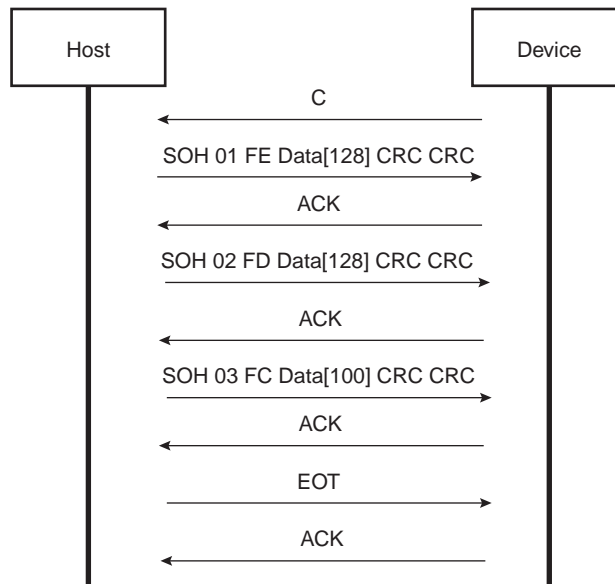 Host
Device
C
SOH 01 FE Data[128] CRC CRC
ACK
SOH 02 FD Data[128] CRC CRC
ACK
SOH 03 FC Data[100] CRC CRC
ACK
EOT
ACK